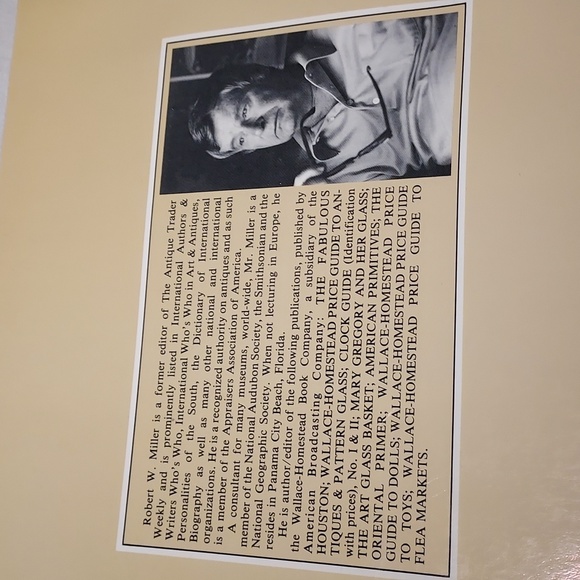 Robert W. Miller is a former editor of The Antique Trader
Weekly and is prominently listed in International Authors &
Writers Who's Who, International Who's Who in Art & Antiques,
Personalities of the South, the Dictionary of International
Biography as well as many other national and international
organizations. He is a recognized authority on antiques and as such
is a member of the Appraisers Association of America.
A consultant for many museums, world-wide, Mr. Miller is a
member of the National Audubon Society, the Smithsonian and the
National Geographic Society. When not lecturing in Europe, he
resides in Panama City Beach, Florida.
He is author/editor of the following publications, published by
the Wallace-Homestead Book Company, a subsidiary of the
American Broadcasting Company: THE FABULOUS
HOUSTON; WALLACE-HOMESTEAD PRICE GUIDE TO AN-
TIQUES & PATTERN GLASS; CLOCK GUIDE (Identification
with prices), No. I & II; MARY GREGORY AND HER GLASS;
THE ART GLASS BASKET; AMERICAN PRIMITIVES; THE
ORIENTAL PRIMER; WALLACE-HOMESTEAD PRICE
GUIDE TO DOLLS; WALLACE-HOMESTEAD PRICE GUIDE
TO TOYS; WALLACE-HOMESTEAD PRICE GUIDE TO
FLEA MARKETS.